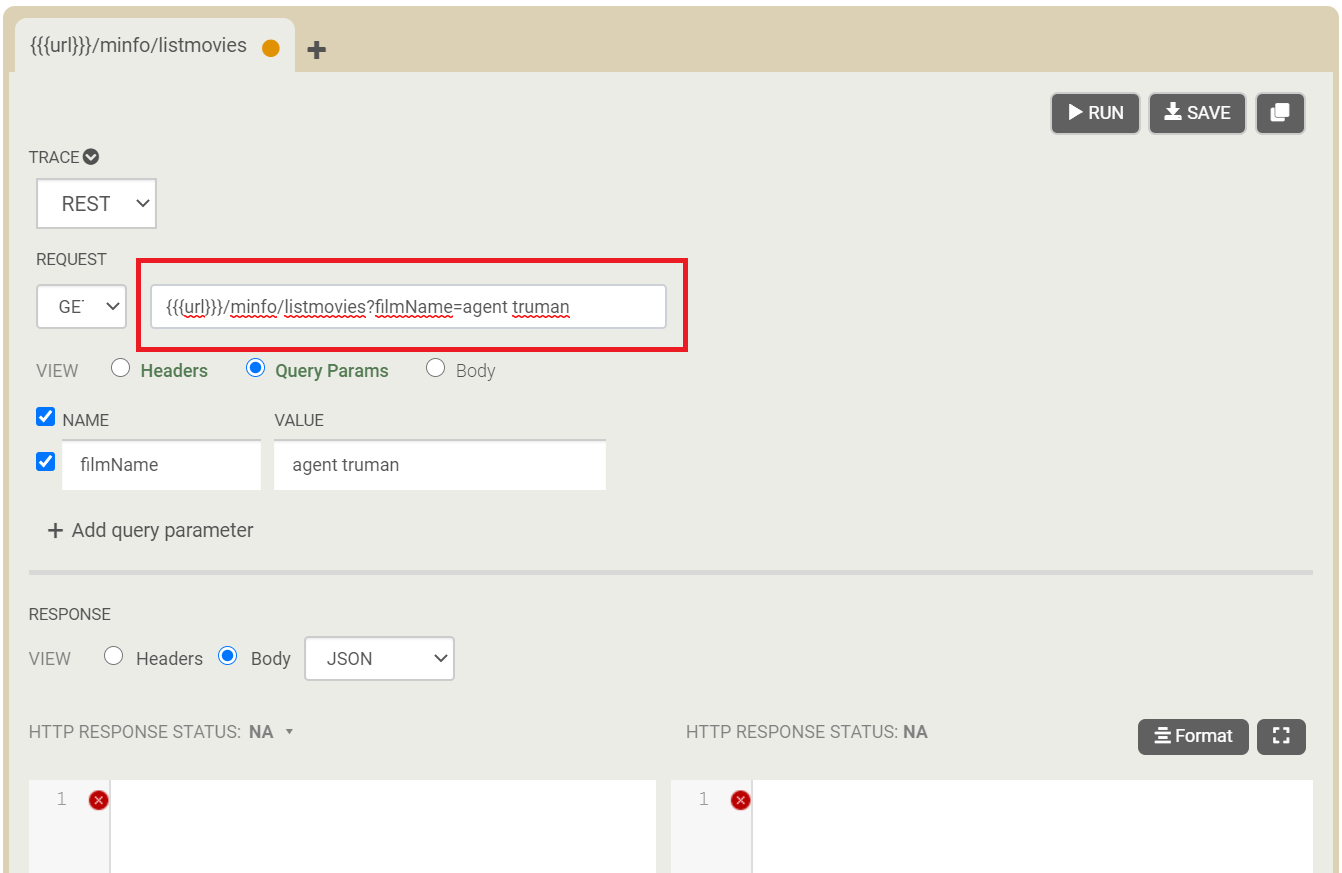 {{{url}}}/minfo/listmovies
RUN SAVE
TRACE
REST
REQUEST
GET {{{url}}}/minfo/listmovies?filmName=agent truman
VIEW Headers Query Params Body
NAME VALUE
filmName agent truman
+ Add query parameter
RESPONSE
VIEW Headers Body JSON
HTTP RESPONSE STATUS: NA HTTP RESPONSE STATUS: NA Format
1 1